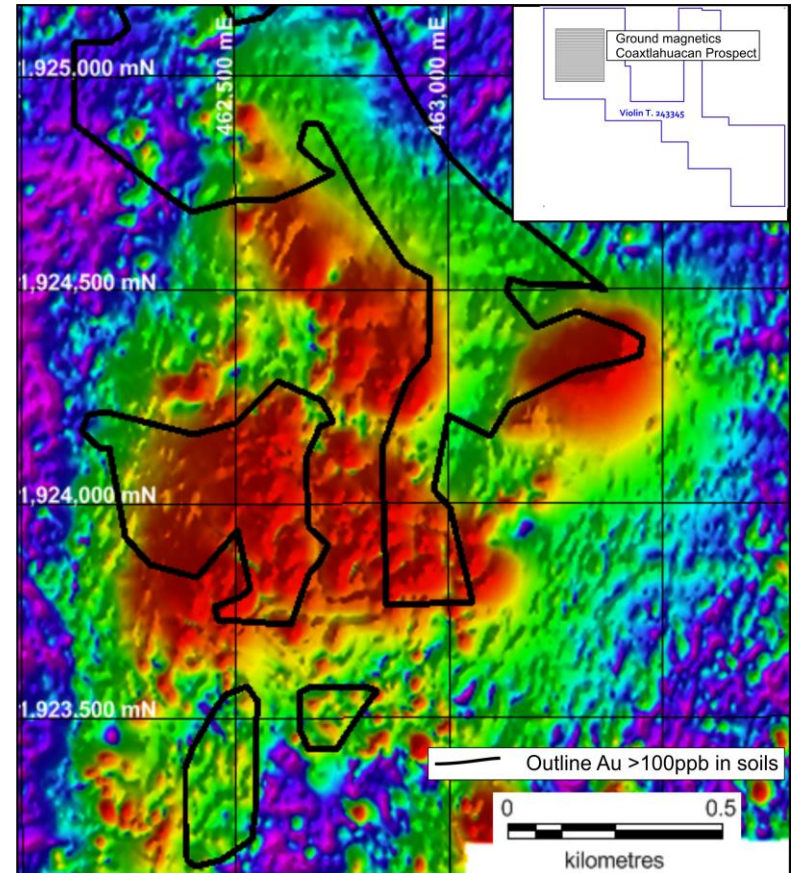 462,500 mE
463,000 mE
1,925,000 mN
1,924,500 mN
1,924,000 mN
1,923,500 mN
Ground magnetics
Coaxtlahuacan Prospect
Violin T. 243345
Outline Au >100ppb in soils
0 0.5
kilometres